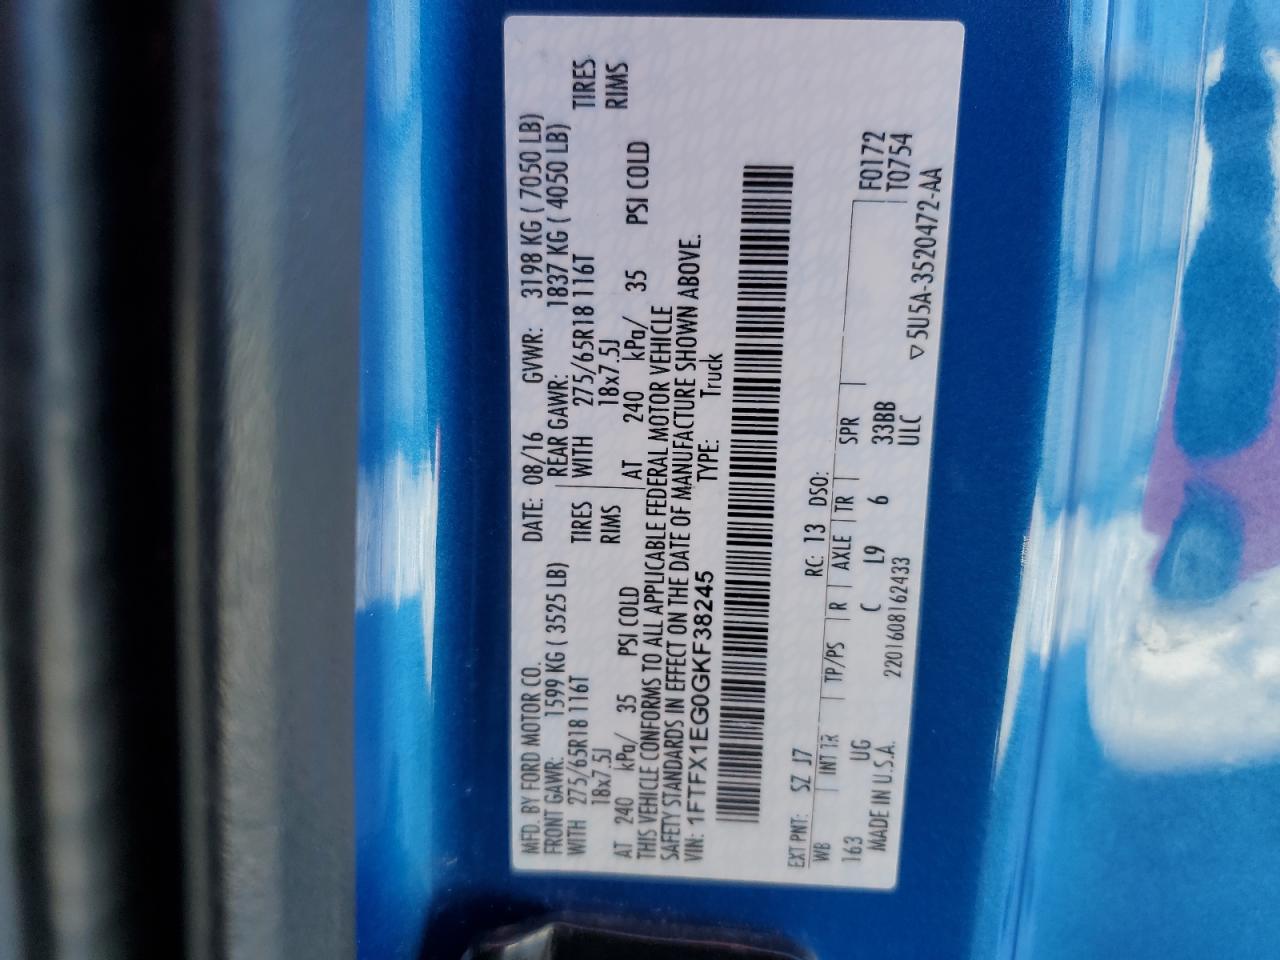 MFD. BY FORD MOTOR CO. DATE: 08/16 GVWR: 3198 KG ( 7050 LB)
FRONT GAWR: 1599 KG ( 3525 LB) REAR GAWR: 1837 KG ( 4050 LB)
WITH 275/65R18 116T TIRES WITH 275/65R18 116T TIRES
18x7.5J RIMS 18x7.5J RIMS
AT 240 kPa/ 35 PSI COLD AT 240 kPa/ 35 PSI COLD
THIS VEHICLE CONFORMS TO ALL APPLICABLE FEDERAL MOTOR VEHICLE
SAFETY STANDARDS IN EFFECT ON THE DATE OF MANUFACTURE SHOWN ABOVE.
VIN: 1FTFX1EG0GKF38245 TYPE: Truck
EXT PNT: SZ J7 RC: 13 DSO:
WB INT TR TP/PS R AXLE TR SPR F0172
163 UG C L9 6 33BB T0754
MADE IN U.S.A. 2201608162433 ULC
▽5U5A-3520472-AA